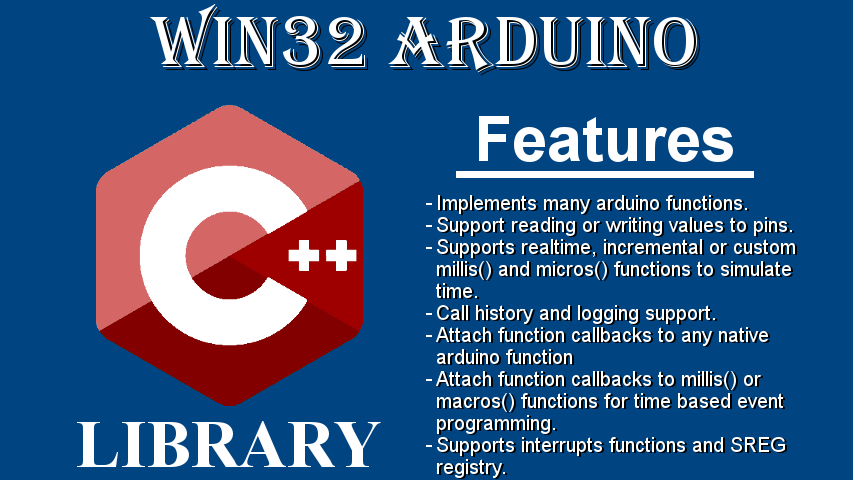 WIN32 ARDUINO
Features
- Implements many arduino functions.
- Support reading or writing values to pins.
- Supports realtime, incremental or custom
millis() and micros() functions to simulate
time.
- Call history and logging support.
- Attach function callbacks to any native
arduino function
- Attach function callbacks to millis() or
macros() functions for time based event
programming.
- Supports interrupts functions and SREG
registry.
C++
LIBRARY